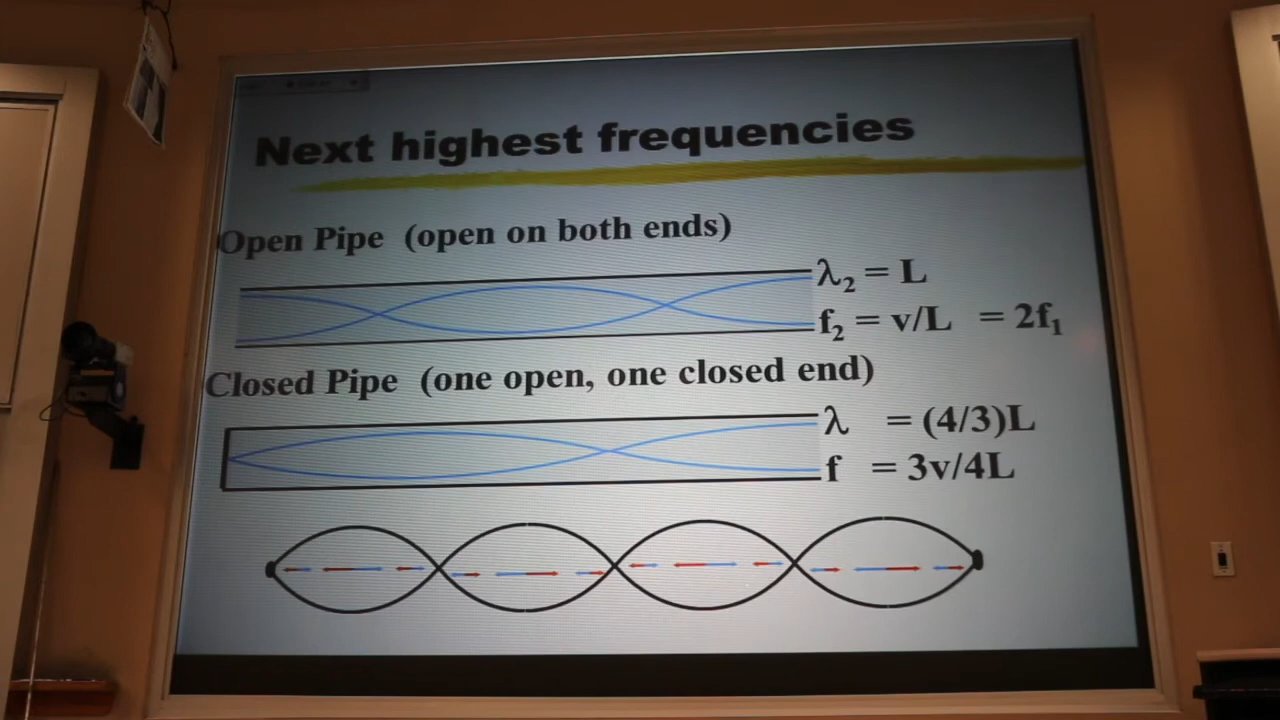 Next highest frequencies
Open Pipe (open on both ends)
λ₂ = L
f₂ = v/L = 2f₁
Closed Pipe (one open, one closed end)
λ = (4/3)L
f = 3v/4L